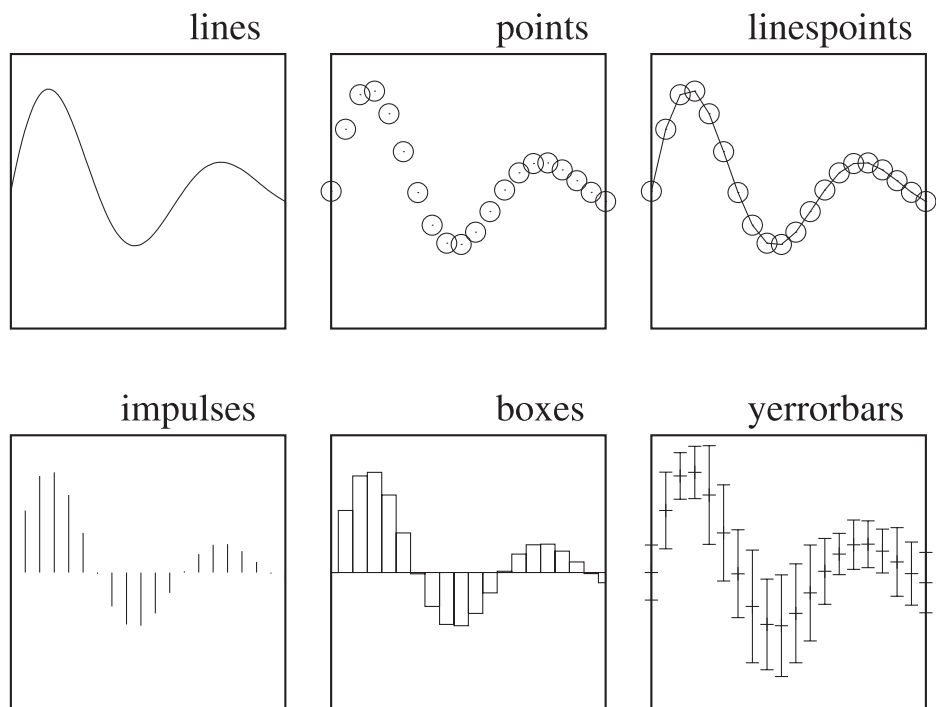 lines
points
linespoints
impulses
boxes
yerrorbars